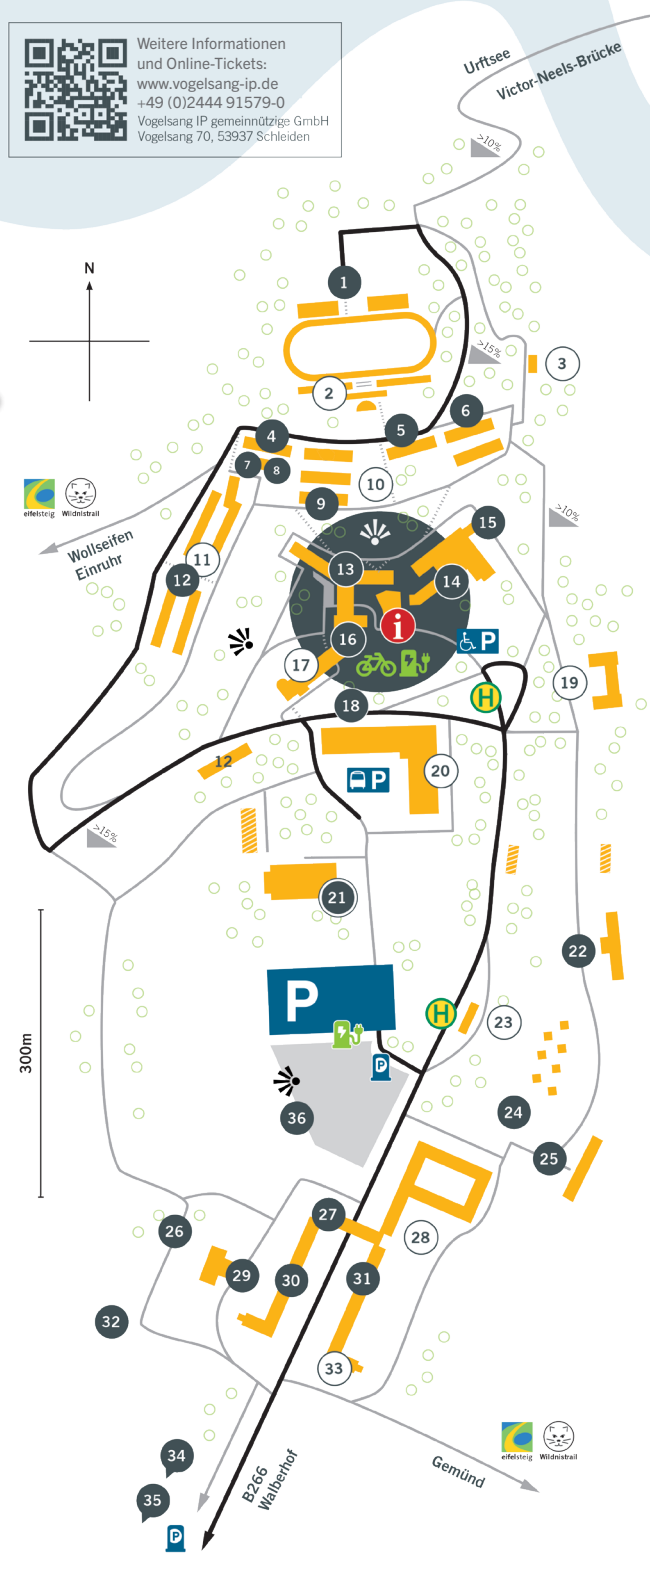 Weitere Informationen
und Online-Tickets:
www.vogelsang-ip.de
+49 (0)2444 91579-0
Vogelsang IP gemeinnützige GmbH
Vogelsang 70, 53937 Schleiden
Urftsee
Victor-Neels-Brücke
>10%
N
1
>15%
3
2
6
5
4
7
8
10
9
eifelsteig
Wildnistrail
Wollseifen
Einruhr
>10%
15
11
12
13
14
i
16
P
17
19
H
18
12
P
20
>15%
21
22
P
H
23
300m
P
36
24
25
27
26
28
29
30
31
32
33
34
35
P
B266
Walberhof
Gemünd
eifelsteig
Wildnistrail